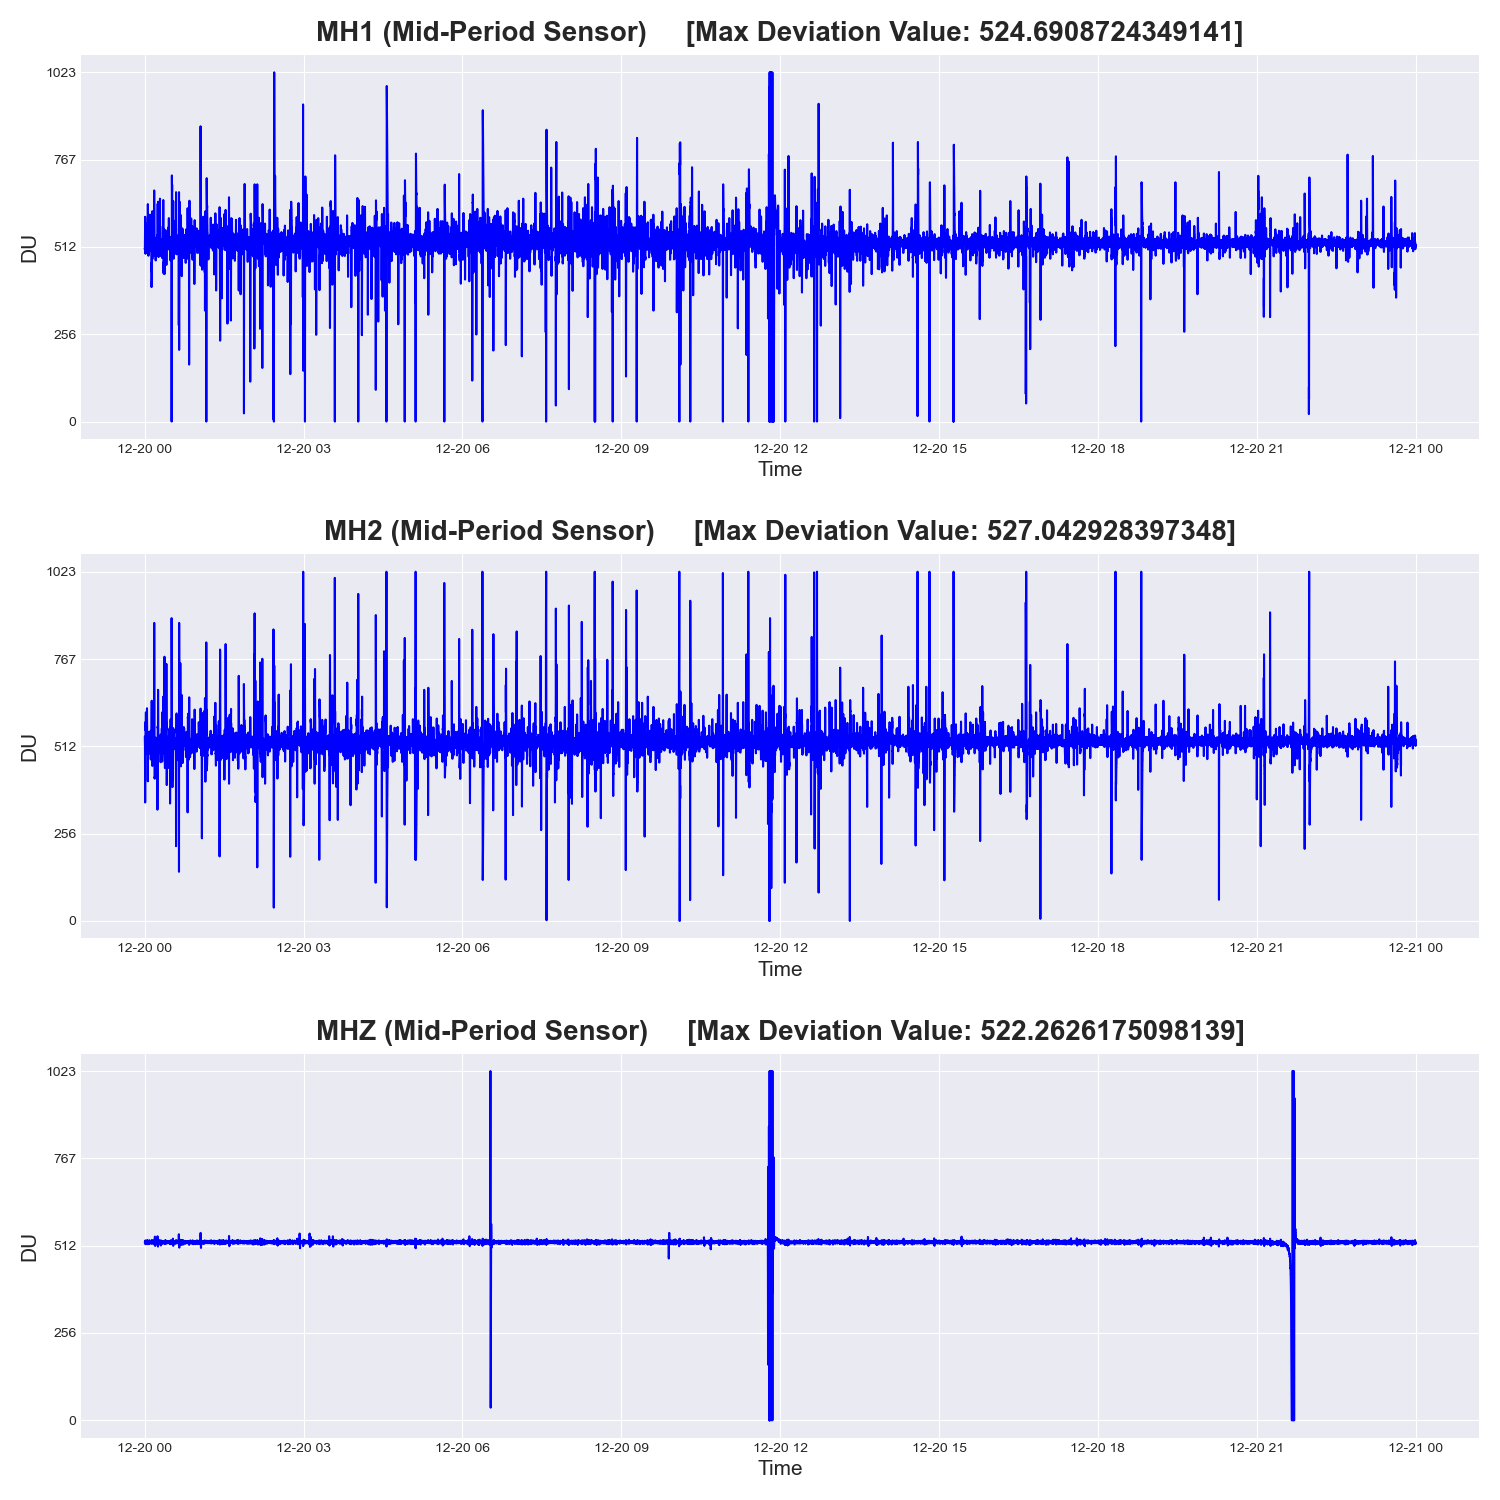 MH1 (Mid-Period Sensor) [Max Deviation Value: 524.6908724349141]
1023
767
512
256
0
DU
12-20 00 12-20 03 12-20 06 12-20 09 12-20 12 12-20 15 12-20 18 12-20 21 12-21 00
Time
MH2 (Mid-Period Sensor) [Max Deviation Value: 527.042928397348]
1023
767
512
256
0
DU
12-20 00 12-20 03 12-20 06 12-20 09 12-20 12 12-20 15 12-20 18 12-20 21 12-21 00
Time
MHZ (Mid-Period Sensor) [Max Deviation Value: 522.2626175098139]
1023
767
512
256
0
DU
12-20 00 12-20 03 12-20 06 12-20 09 12-20 12 12-20 15 12-20 18 12-20 21 12-21 00
Time